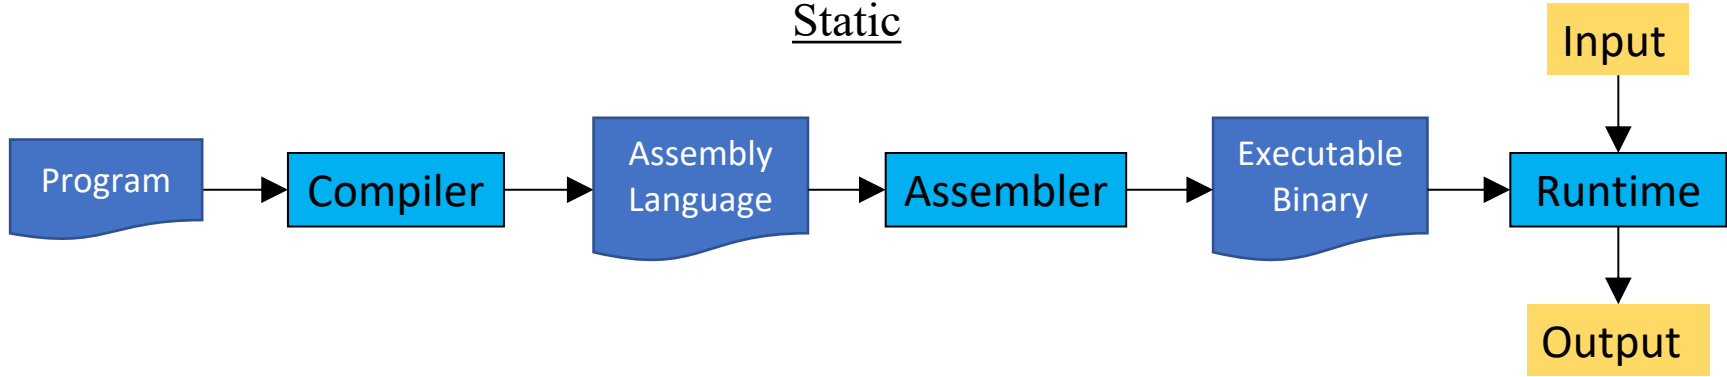 Static
Input
Program
Compiler
Assembly
Language
Assembler
Executable
Binary
Runtime
Output